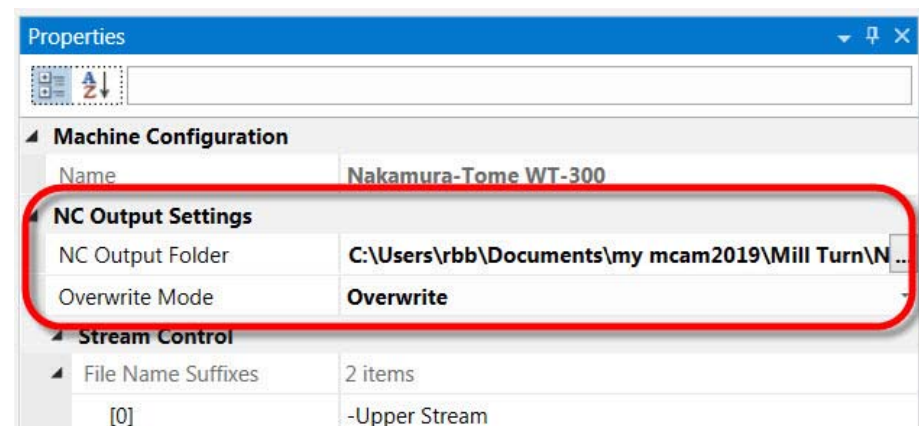 Properties
Machine Configuration
Name Nakamura-Tome WT-300
NC Output Settings
NC Output Folder C:\Users\rbb\Documents\my mcam2019\Mill Turn\N ...
Overwrite Mode Overwrite
Stream Control
File Name Suffixes 2 items
[0] -Upper Stream